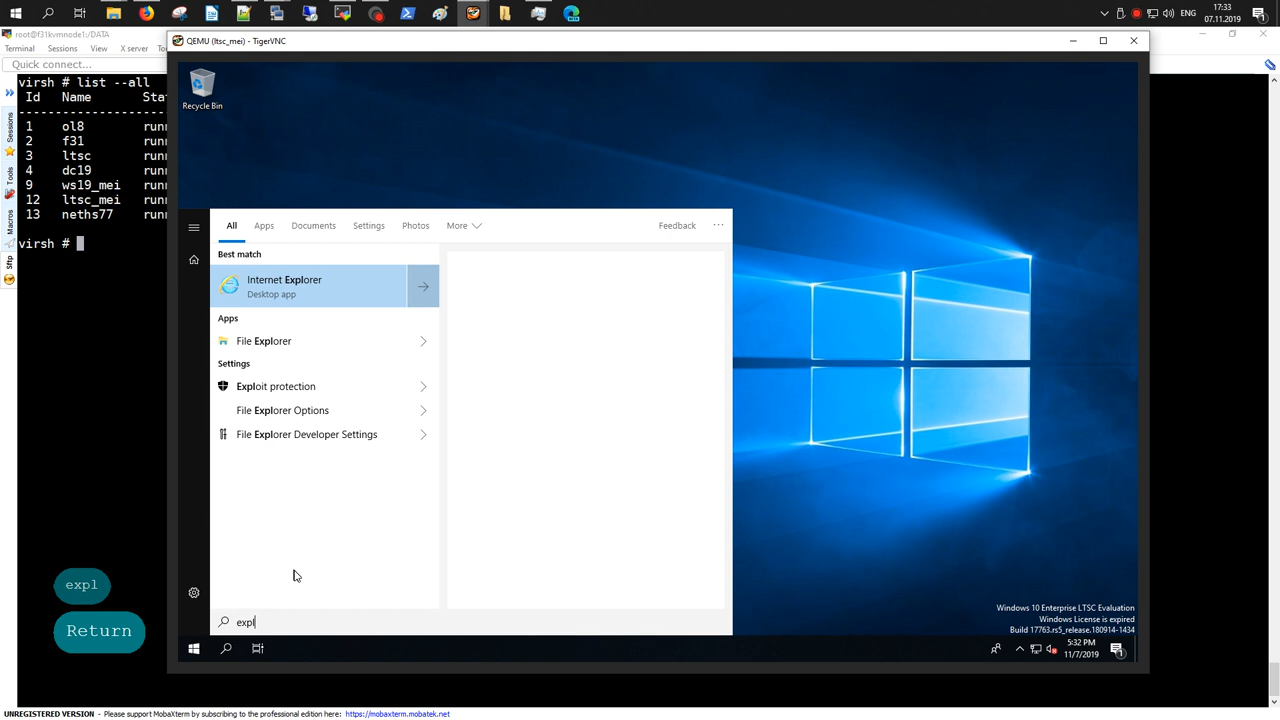 17:33
ENG
07.11.2019
root@f31kvmnode1:/DATA
Terminal Sessions View X server
QEMU (ltsc_mei) - TigerVNC
Quick connect...
virsh # list --all
Id Name
1 ol8
2 f31
3 ltsc
4 dc19
9 ws19_mei
12 ltsc_mei
13 neths77
virsh #
Sessions
Tools
Macros
Sftp
Recycle Bin
All Apps Documents Settings Photos More Feedback ...
Best match
Internet Explorer
Desktop app
Apps
File Explorer
Settings
Exploit protection
File Explorer Options
File Explorer Developer Settings
expl
Return
expl
Windows 10 Enterprise LTSC Evaluation
Windows License is expired
Build 17763.rs5_release.180914-1434
5:32 PM
11/7/2019
UNREGISTERED VERSION - Please support MobaXterm by subscribing to the professional edition here: https://mobaxterm.mobatek.net